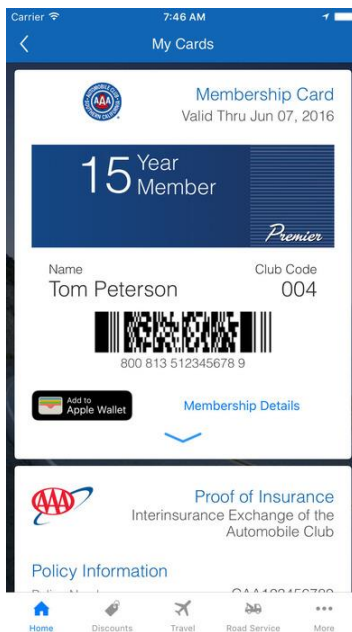 Carrier 7:46 AM
My Cards
AAA
Membership Card
Valid Thru Jun 07, 2016
15 Year Member
Premier
Name Club Code
Tom Peterson 004
800 813 512345678 9
Add to Apple Wallet
Membership Details
AAA
Proof of Insurance
Interinsurance Exchange of the
Automobile Club
Policy Information
Home Discounts Travel Road Service More